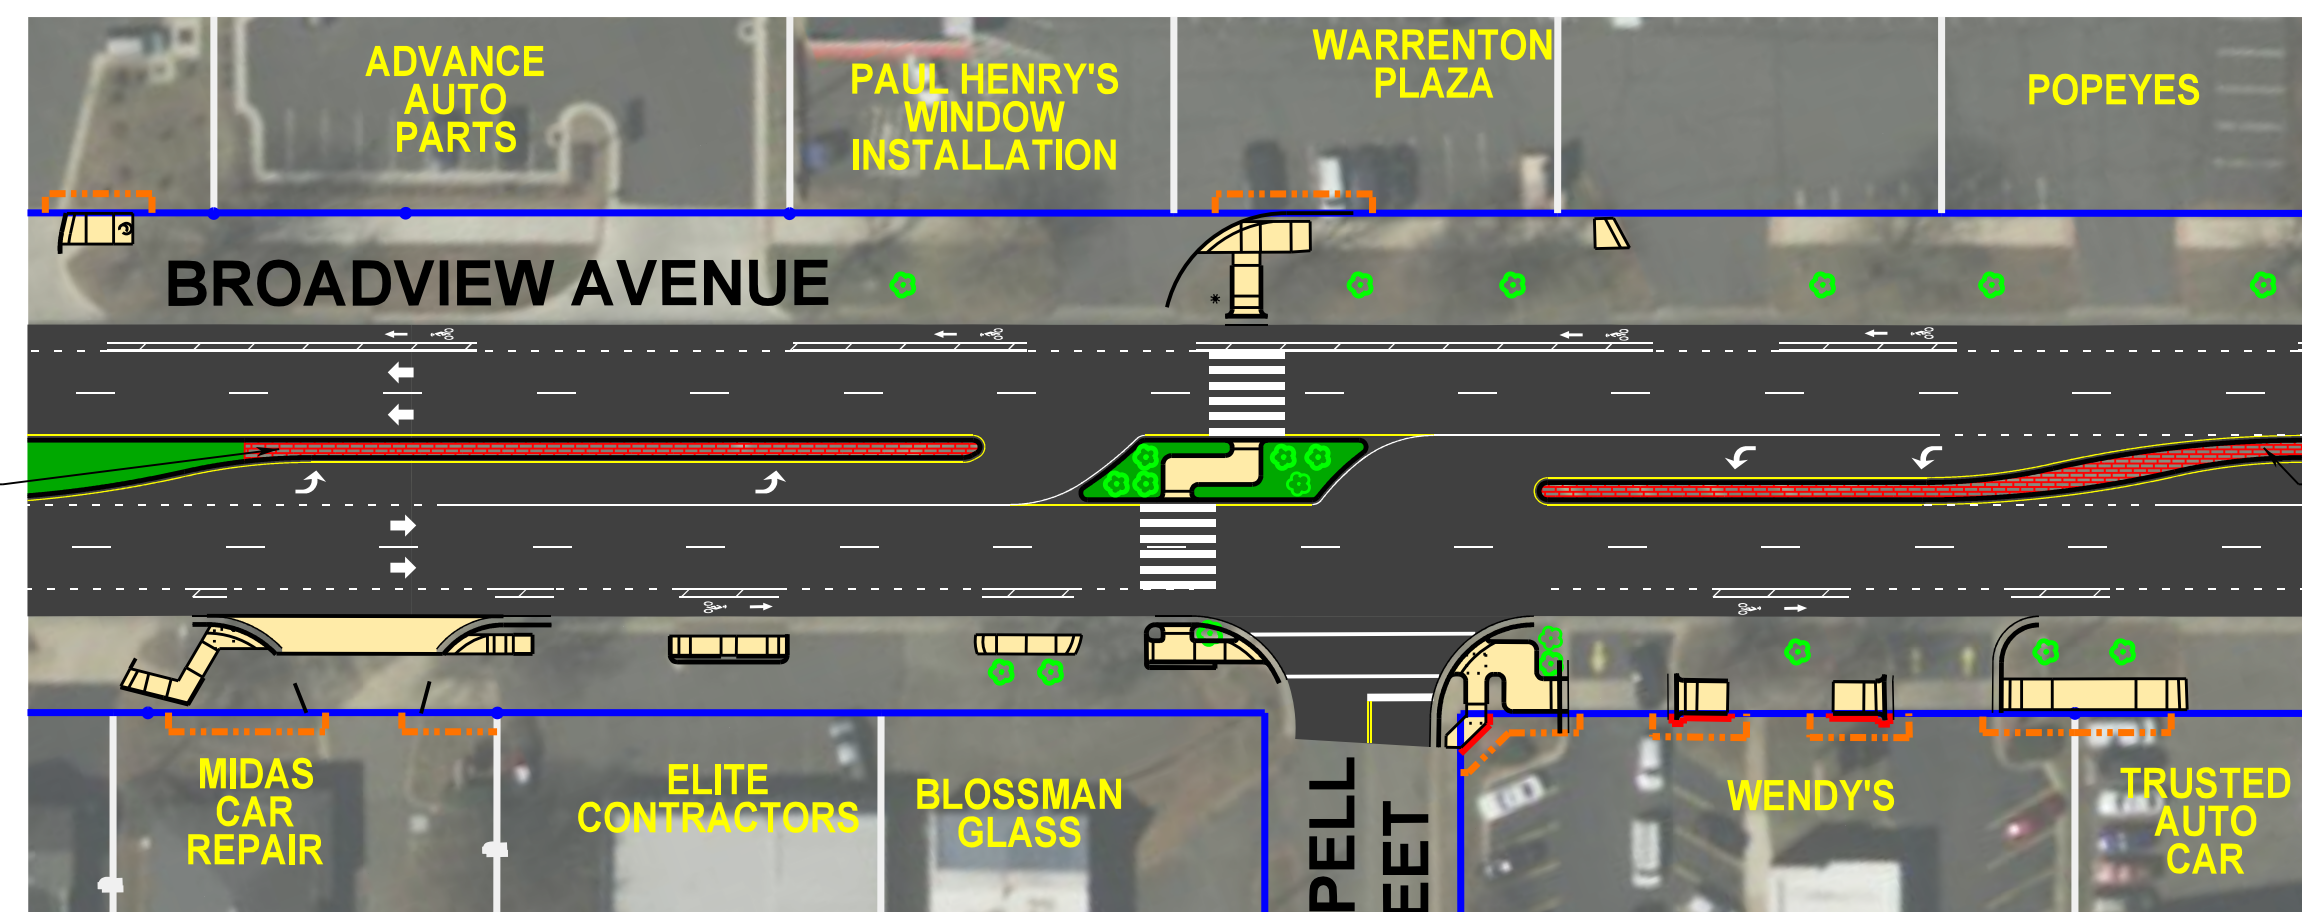 ADVANCE
AUTO
PARTS
PAUL HENRY'S
WINDOW
INSTALLATION
WARRENTON
PLAZA
POPEYES
BROADVIEW AVENUE
MIDAS
CAR
REPAIR
ELITE
CONTRACTORS
BLOSSMAN
GLASS
PELL
EET
WENDY'S
TRUSTED
AUTO
CAR